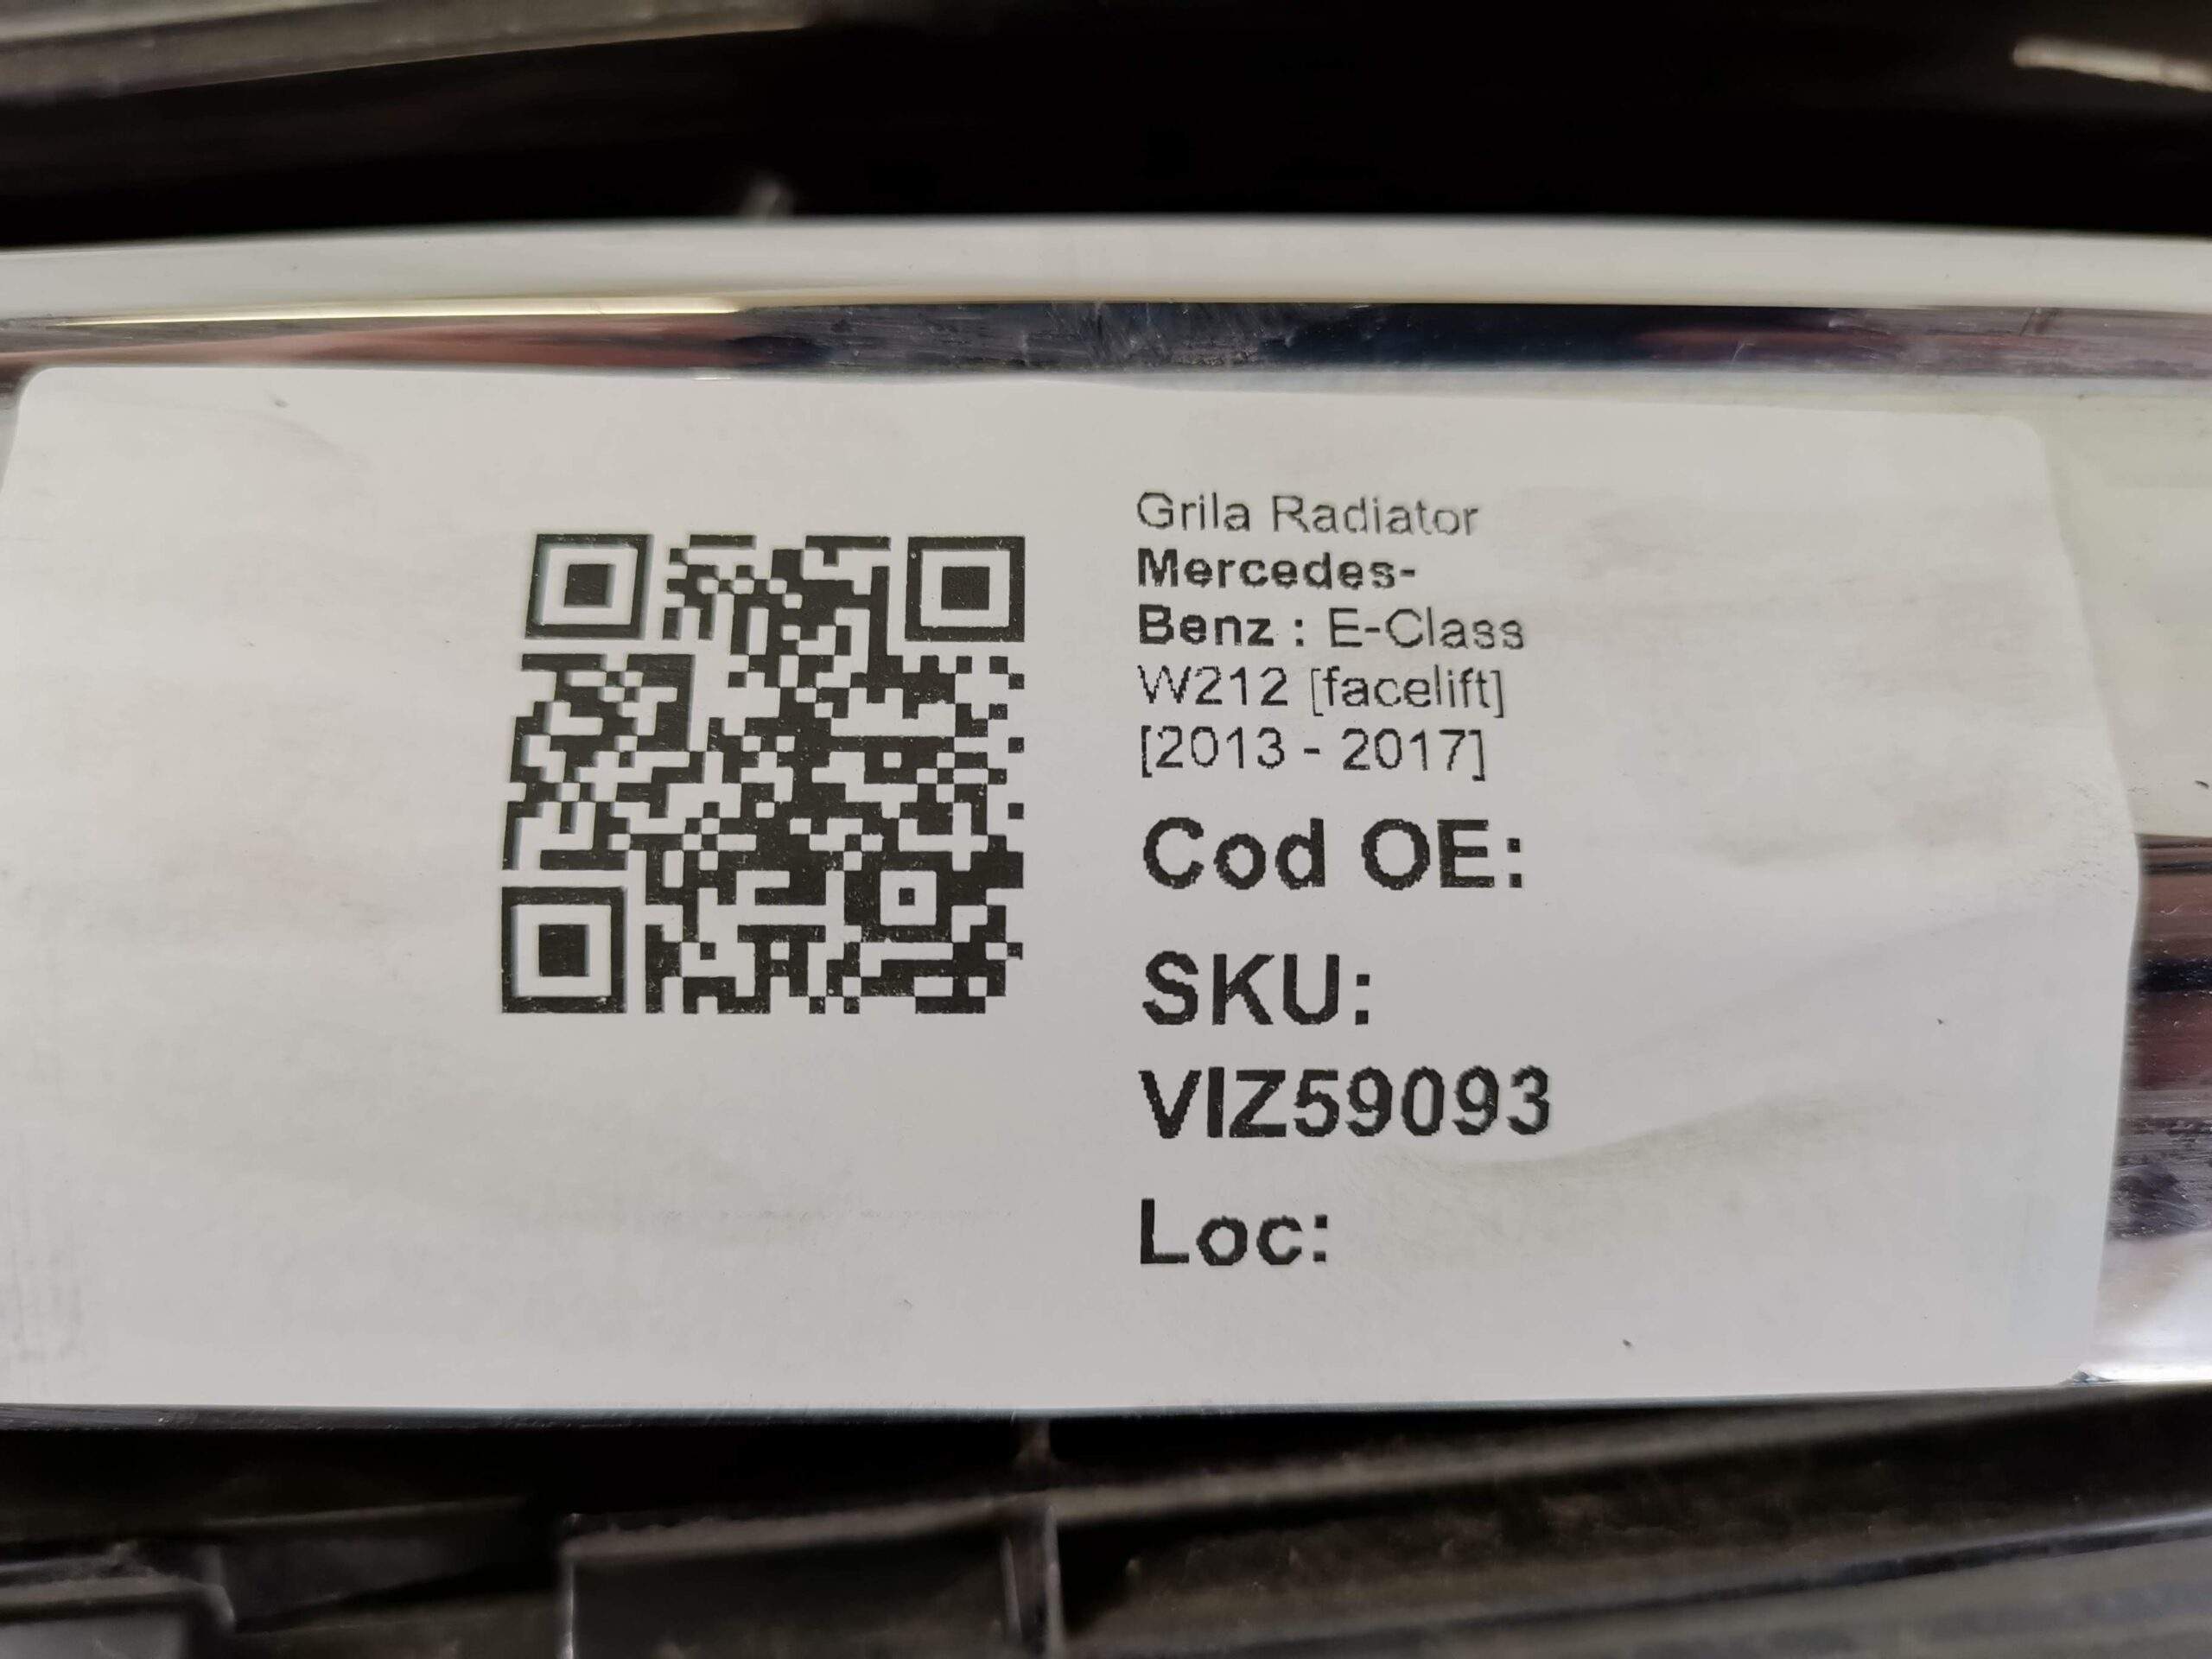 Grila Radiator
Mercedes-
Benz : E-Class
W212 [facelift]
[2013 - 2017]
Cod OE:
SKU:
VIZ59093
Loc: